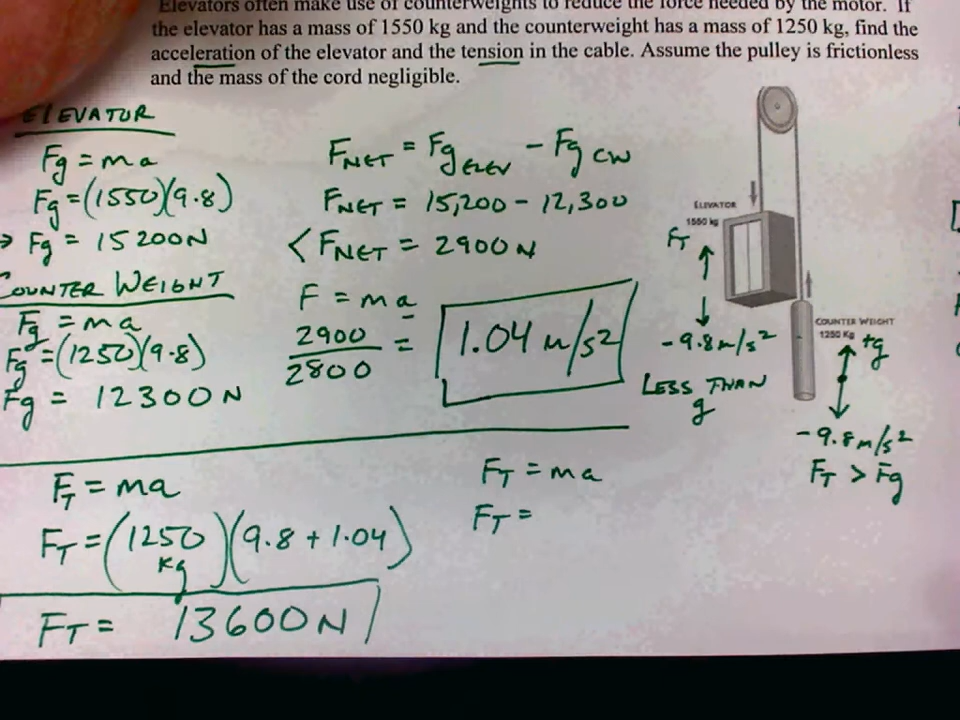 Elevators often make use of counterweights to reduce the force needed by the motor. If
the elevator has a mass of 1550 kg and the counterweight has a mass of 1250 kg, find the
acceleration of the elevator and the tension in the cable. Assume the pulley is frictionless
and the mass of the cord negligible.
ELEVATOR
Fg = ma
Fg = (1550)(9.8)
→ Fg = 15200N
COUNTER WEIGHT
Fg = ma
Fg = (1250)(9.8)
Fg = 12300N
FNET = Fg ELEV - Fg CW
FNET = 15,200 - 12,300
< FNET = 2900N
F = ma
2900
2800
= 1.04 m/s²
ELEVATOR
1550 kg
FT
-9.8m/s²
LESS THAN
g
COUNTER WEIGHT
1250 Kg
+g
-9.8m/s²
FT > Fg
FT = ma
FT = (1250 kg)(9.8 + 1.04)
FT = 13600N
FT = ma
FT =